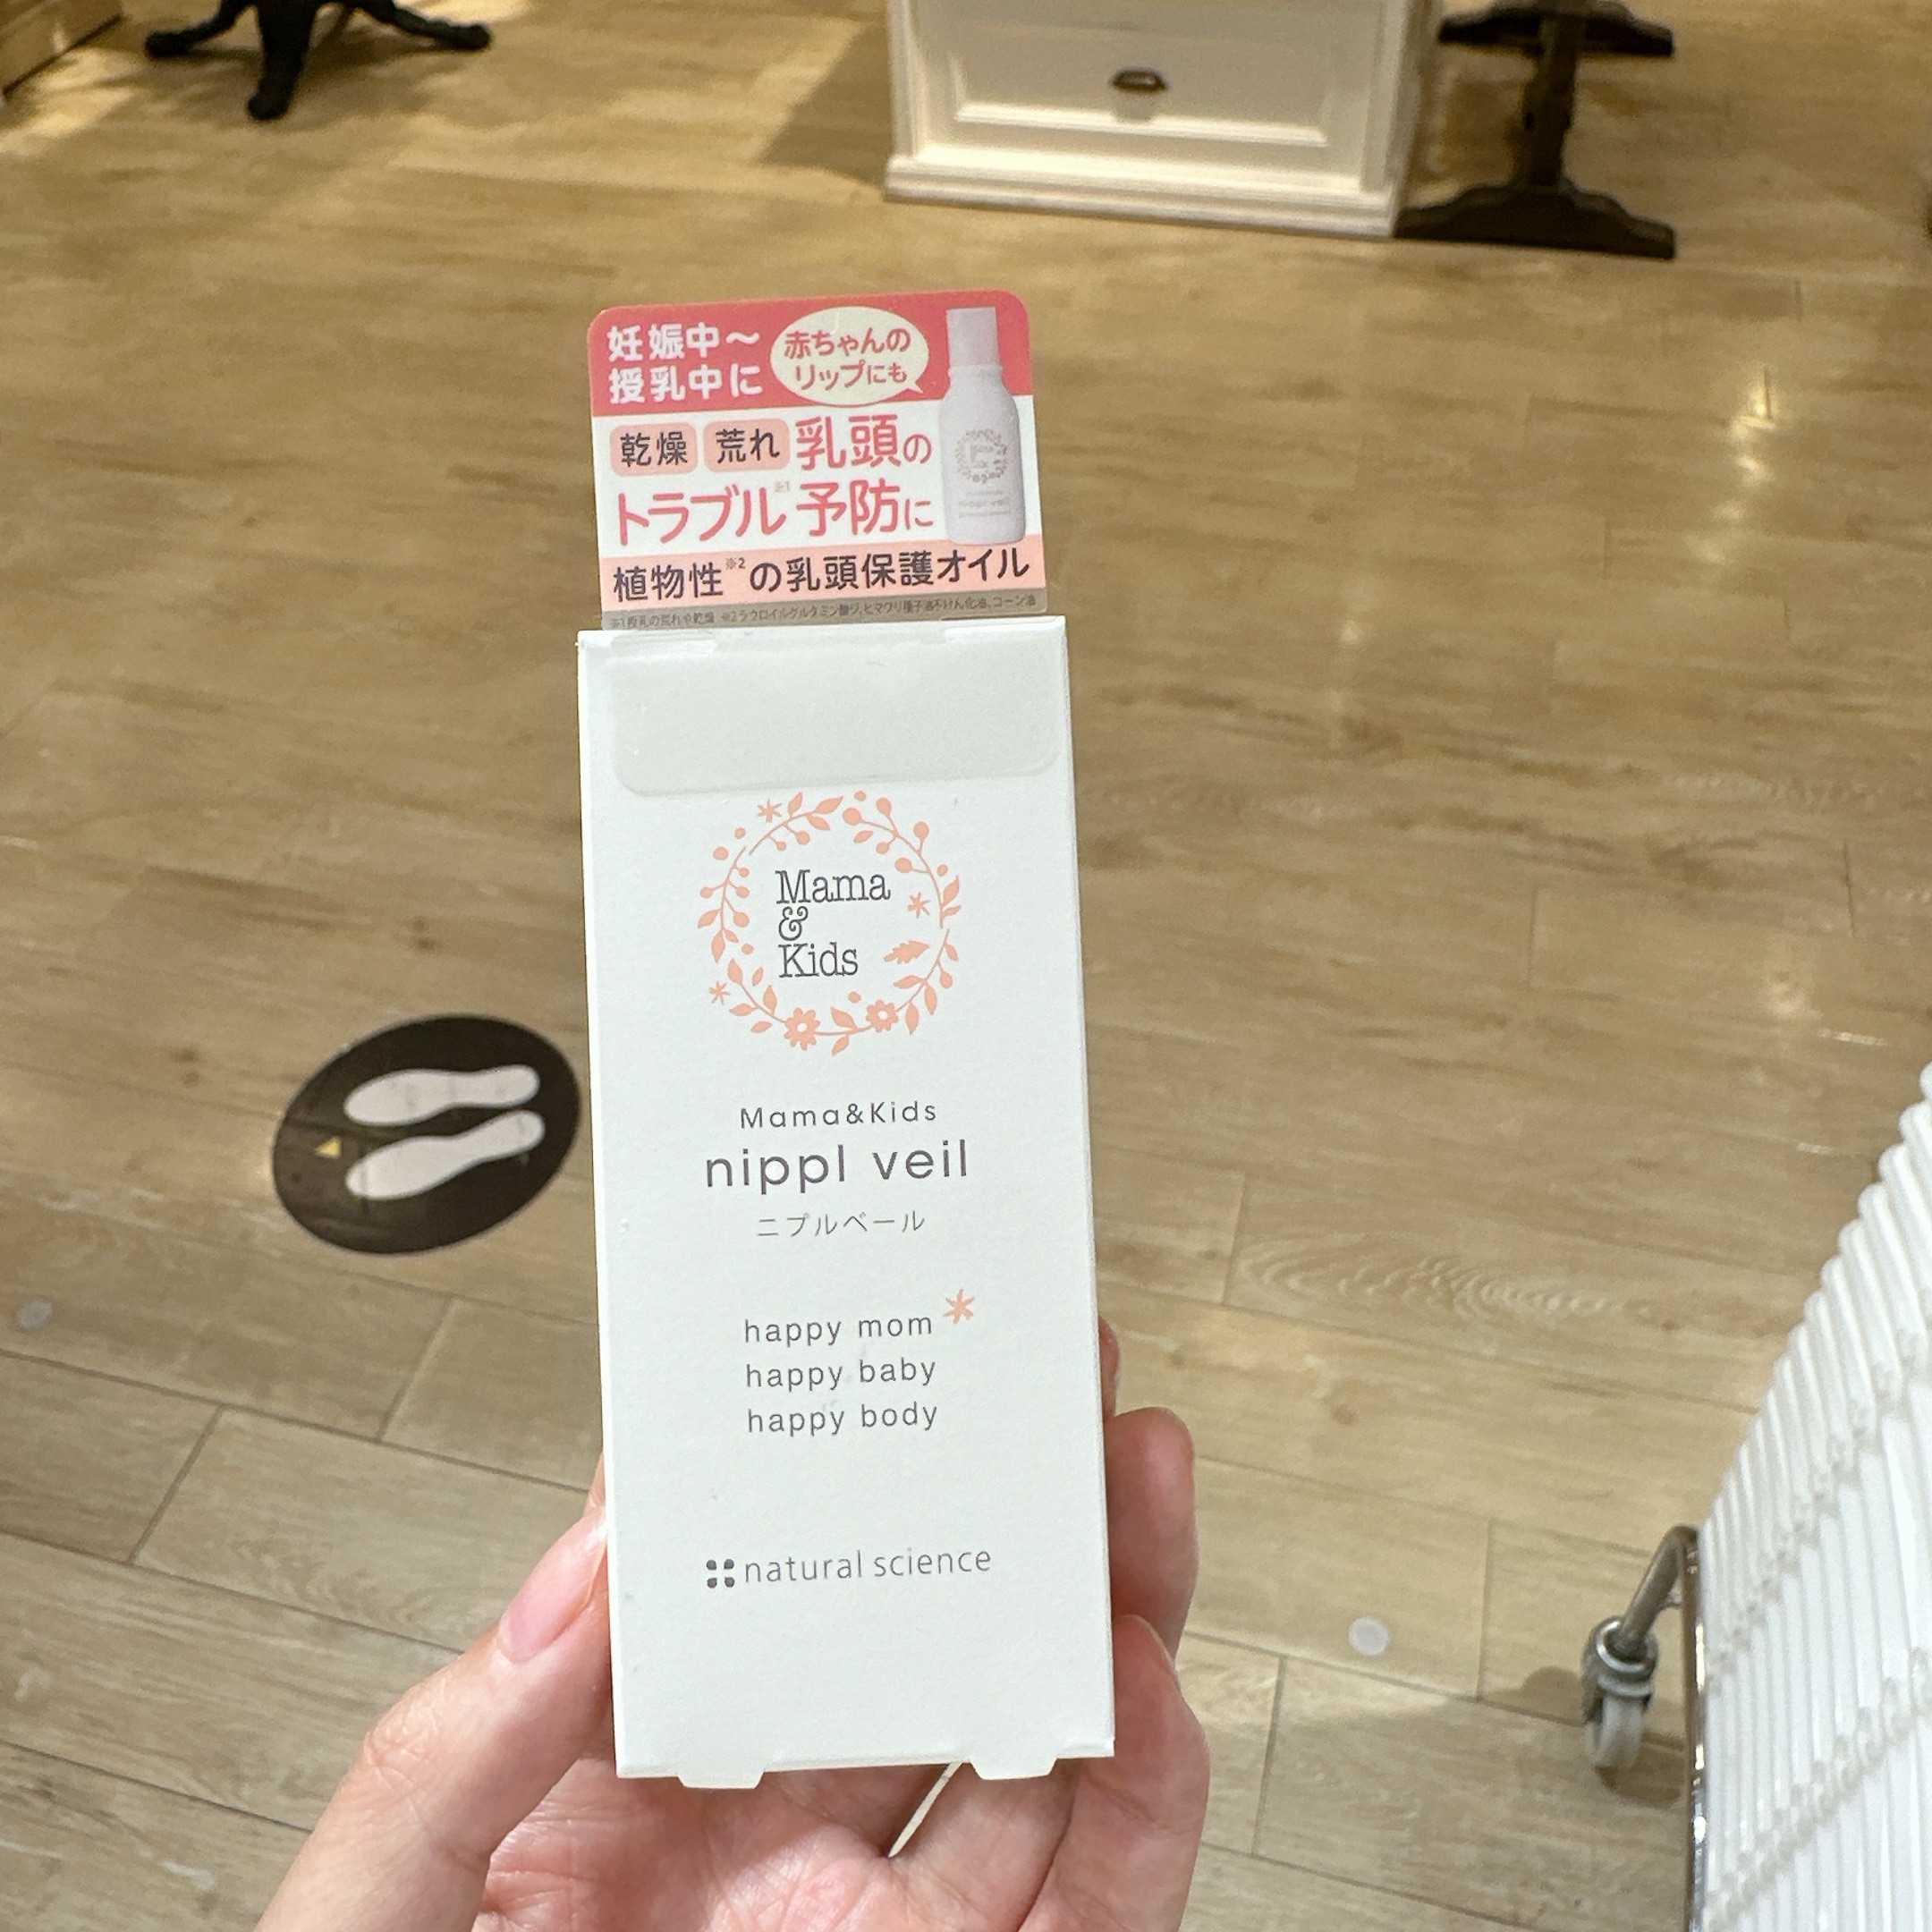 妊娠中〜
授乳中に
赤ちゃんの
リップにも
乾燥 荒れ 乳頭の
トラブル※1予防に
植物性※2の乳頭保護オイル
Mama
&
Kids
Mama&Kids
nippl veil
ニプルベール
happy mom
happy baby
happy body
natural science